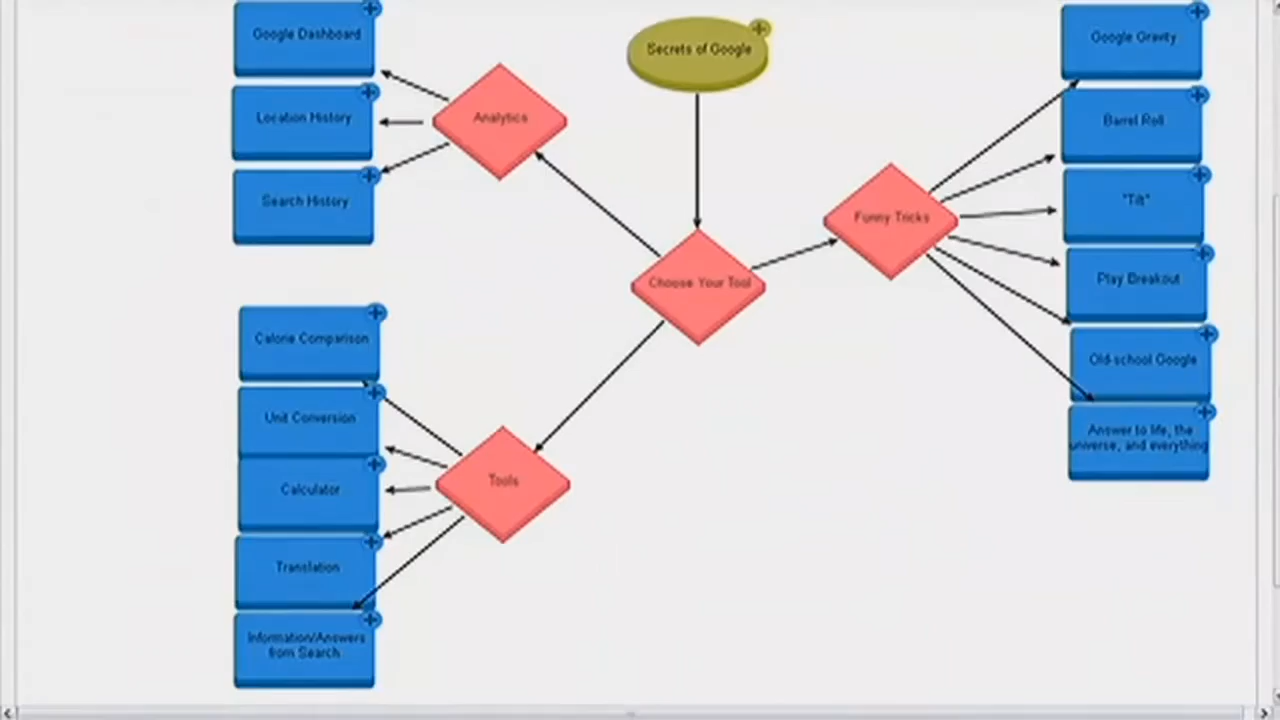 Google Dashboard
Location History
Search History
Analytics
Secrets of Google
Choose Your Tool
Funny Tricks
Google Gravity
Barrel Roll
"Tilt"
Play Breakout
Old-school Google
Answer to life, the
universe, and everything
Calorie Comparison
Unit Conversion
Calculator
Translation
Information/Answers
from Search
Tools